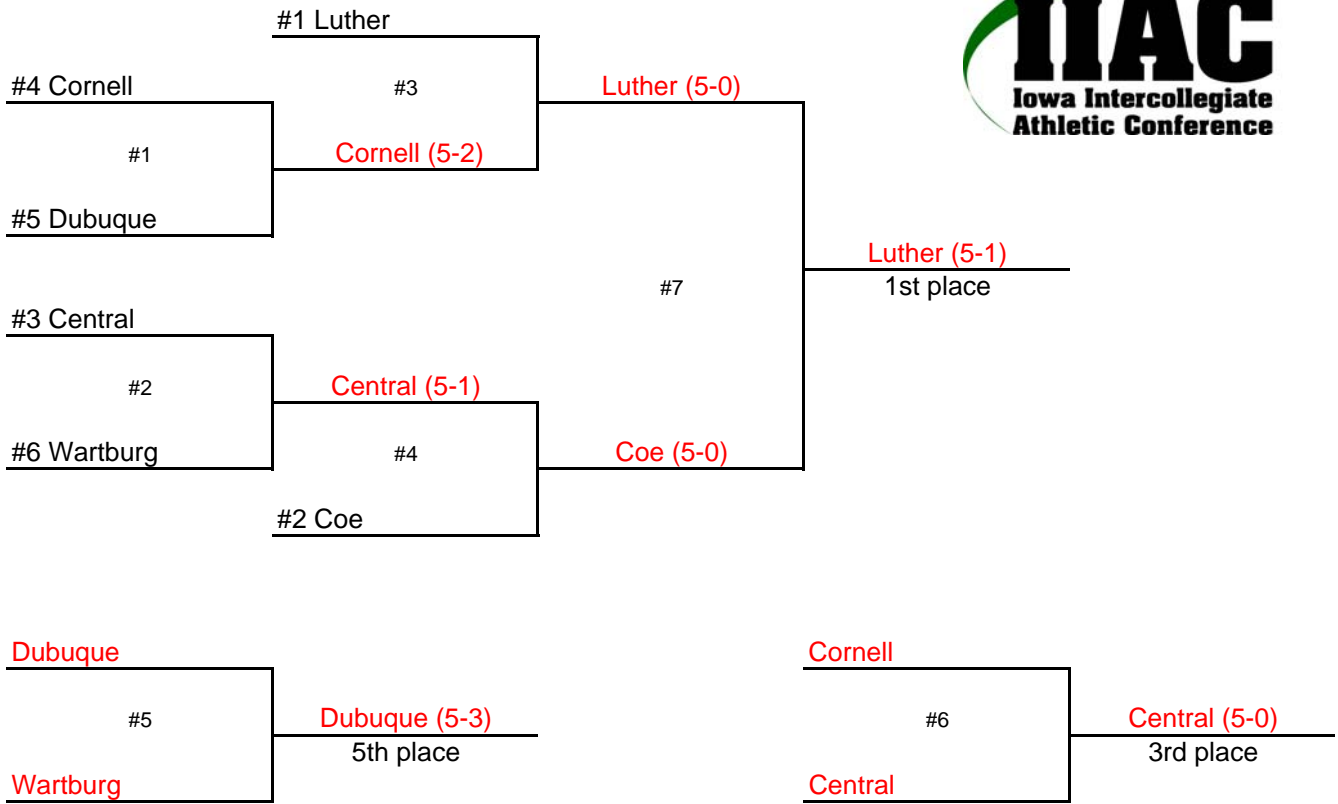 #1 Luther
IIAC
Iowa Intercollegiate
Athletic Conference
#4 Cornell
#3
Luther (5-0)
#1
Cornell (5-2)
#5 Dubuque
Luther (5-1)
1st place
#7
#3 Central
#2
Central (5-1)
#6 Wartburg
#4
Coe (5-0)
#2 Coe
Dubuque
Cornell
#5
Dubuque (5-3)
5th place
#6
Central (5-0)
3rd place
Wartburg
Central